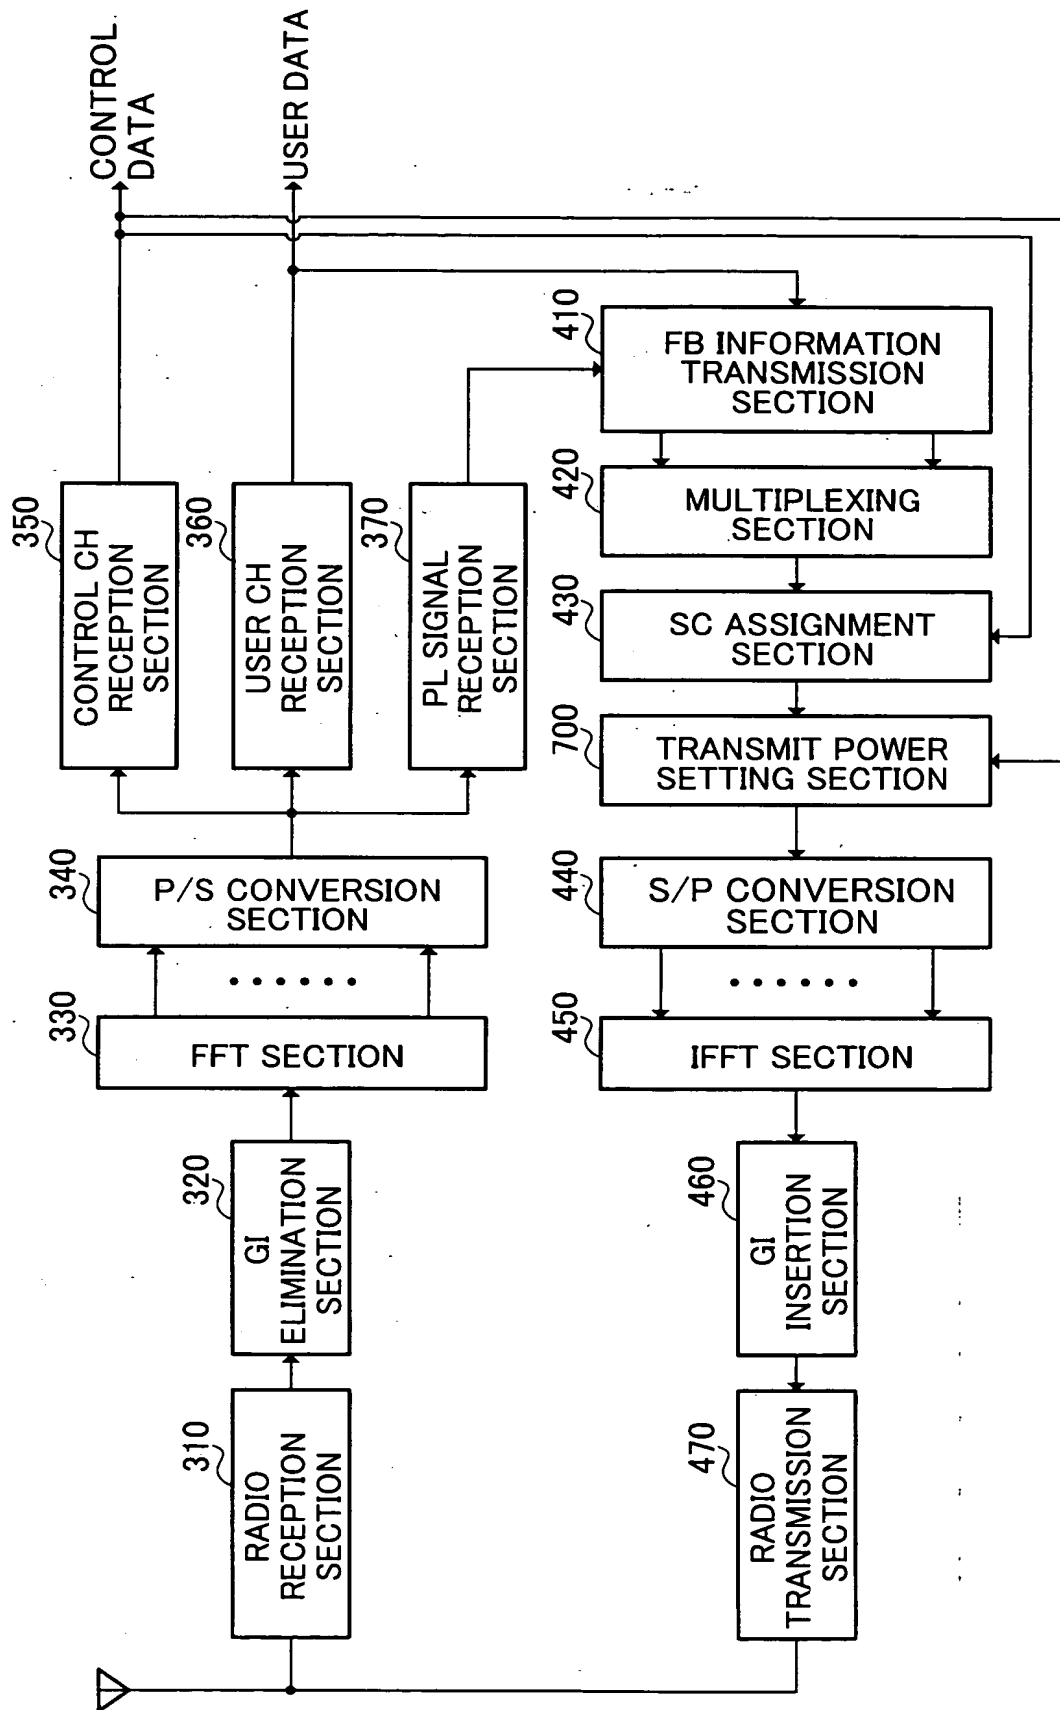 310
RADIO
RECEPTION
SECTION
320
GI
ELIMINATION
SECTION
330
FFT SECTION
340
P/S CONVERSION
SECTION
350
CONTROL CH
RECEPTION
SECTION
360
USER CH
RECEPTION
SECTION
370
PL SIGNAL
RECEPTION
SECTION
CONTROL
DATA
USER DATA
410
FB INFORMATION
TRANSMISSION
SECTION
420
MULTIPLEXING
SECTION
430
SC ASSIGNMENT
SECTION
700
TRANSMIT POWER
SETTING SECTION
440
S/P CONVERSION
SECTION
450
IFFT SECTION
460
GI
INSERTION
SECTION
470
RADIO
TRANSMISSION
SECTION